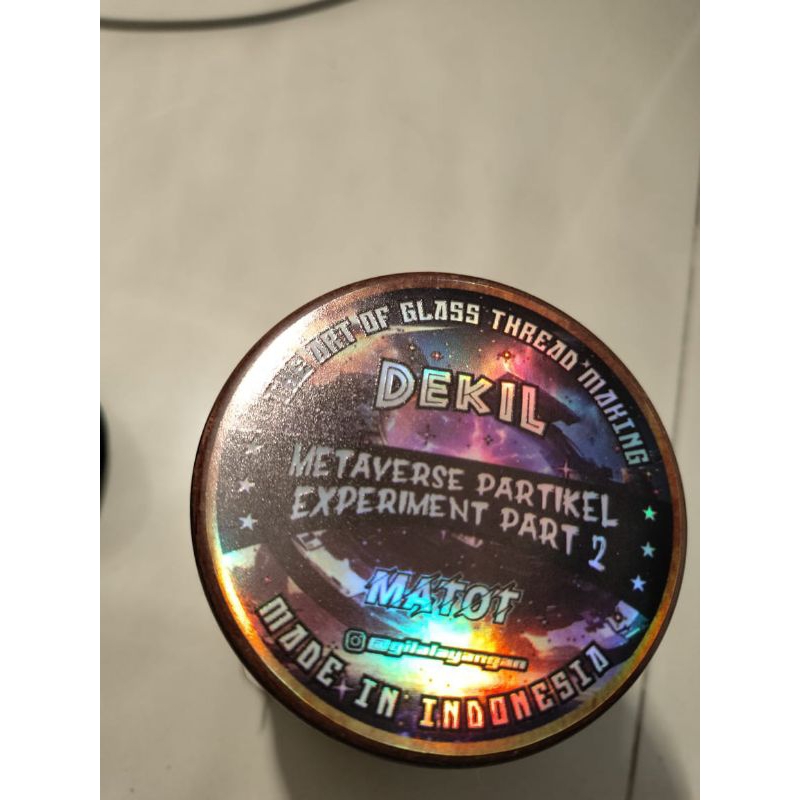 THE ART OF GLASS THREAD MAKING
DEKIL
METAVERSE PARTIKEL
EXPERIMENT PART 2
MATOT
@gilalayangan
MADE IN INDONESIA